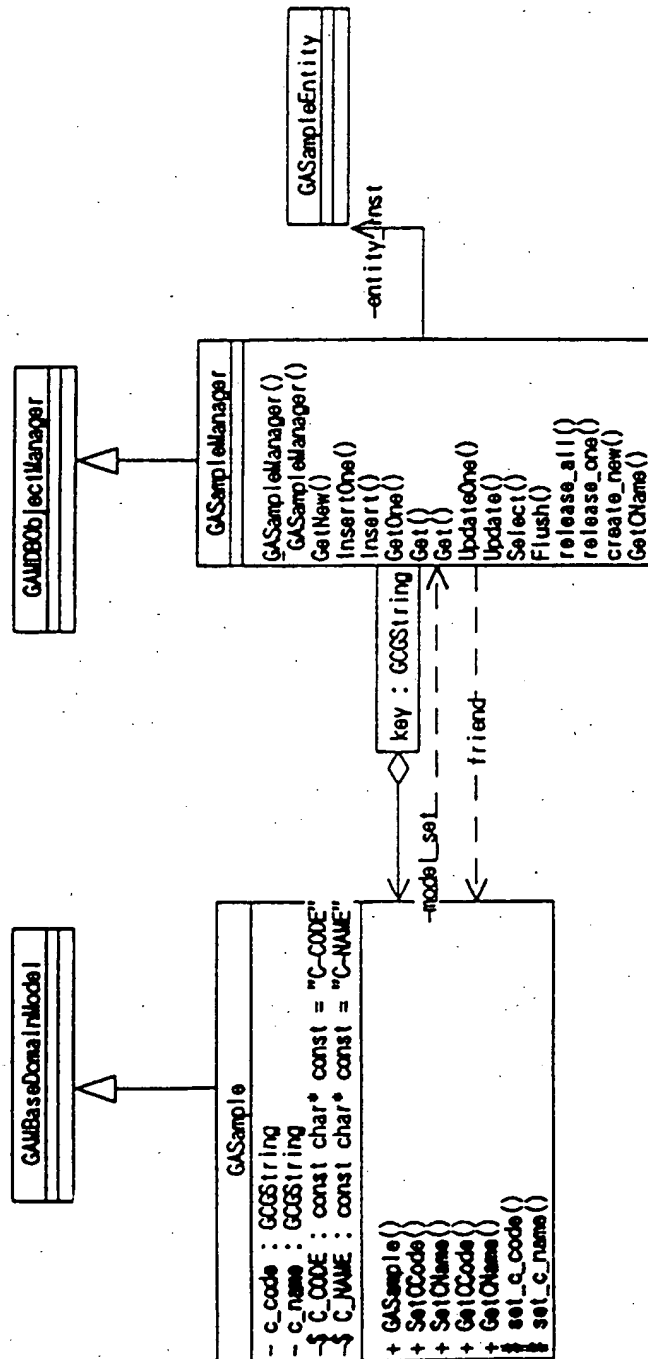 GAMBaseDomainModel
GASample
- c_code : GCGString
- c_name : GCGString
-$ C_CODE : const char* const = "C-CODE"
-$ C_NAME : const char* const = "C-NAME"
+ GASample()
+ SetCCode()
+ SetCName()
+ GetCCode()
+ GetCName()
# set_c_code()
# set_c_name()
-model_set
friend
key : GCGString
GAMDBObjectManager
GASampleManager
GASampleManager()
GASampleManager()
GetNew()
InsertOne()
Insert()
GetOne()
Get()
Get()
UpdateOne()
Update()
Select()
Flush()
release_all()
release_one()
create_new()
GetCName()
-entity_inst
GASampleEntity